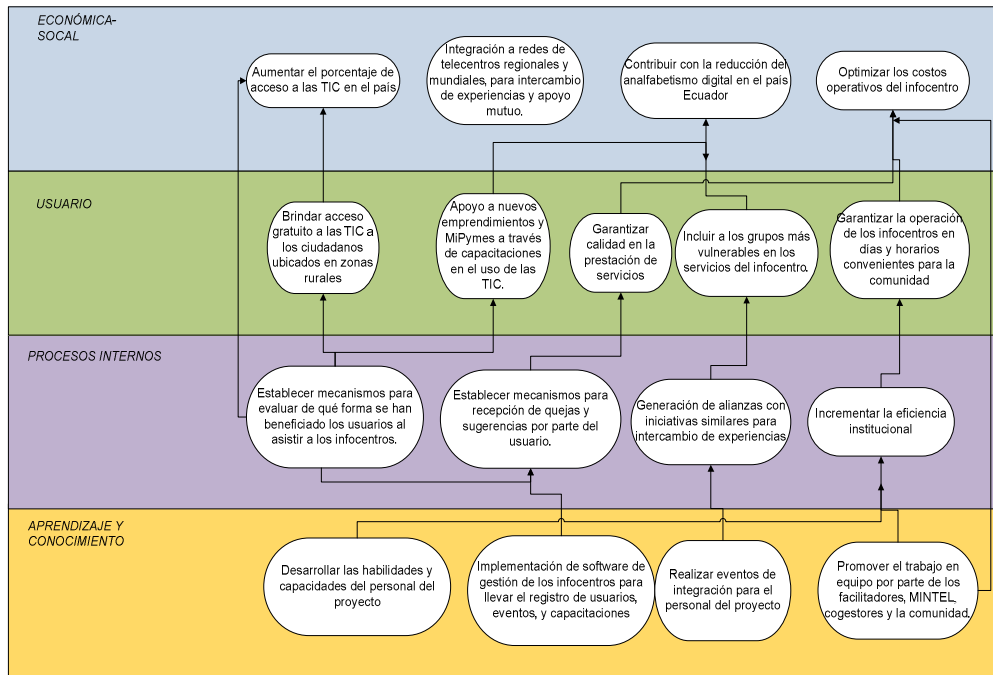 ECONÓMICA-
SOCAL
Aumentar el porcentaje de
acceso a las TIC en el país
Integración a redes de
telecentros regionales y
mundiales, para intercambio
de experiencias y apoyo
mutuo.
Contribuir con la reducción del
analfabetismo digital en el país
Ecuador
Optimizar los costos
operativos del infocentro
USUARIO
Brindar acceso
gratuito a las TIC a
los ciudadanos
ubicados en zonas
rurales
Apoyo a nuevos
emprendimientos y
MiPymes a través
de capacitaciones
en el uso de las
TIC.
Garantizar
calidad en la
prestación de
servicios
Incluir a los grupos más
vulnerables en los
servicios del infocentro.
Garantizar la operación
de los infocentros en
días y horarios
convenientes para la
comunidad
PROCESOS INTERNOS
Establecer mecanismos para
evaluar de qué forma se han
beneficiado los usuarios al
asistir a los infocentros.
Establecer mecanismos para
recepción de quejas y
sugerencias por parte del
usuario.
Generación de alianzas con
iniciativas similares para
intercambio de experiencias
Incrementar la eficiencia
institucional
APRENDIZAJE Y
CONOCIMIENTO
Desarrollar las habilidades y
capacidades del personal del
proyecto
Implementación de software de
gestión de los infocentros para
llevar el registro de usuarios,
eventos, y capacitaciones
Realizar eventos de
integración para el
personal del proyecto
Promover el trabajo en
equipo por parte de los
facilitadores, MINTEL,
cogestores y la comunidad.